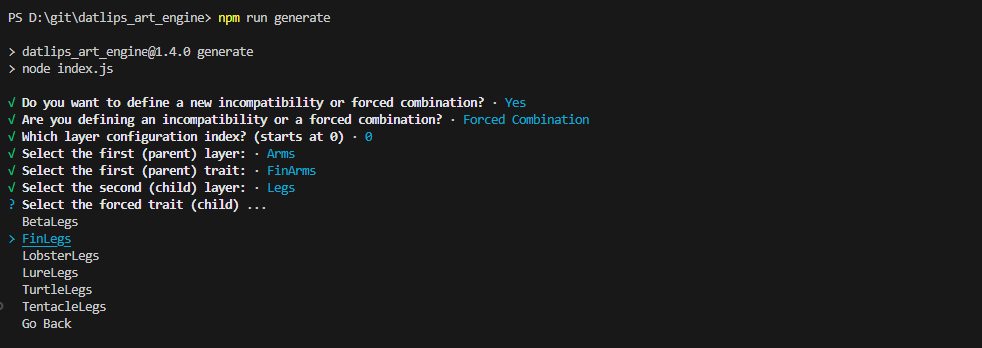 PS D:\git\datlips_art_engine> npm run generate
> datlips_art_engine@1.4.0 generate
> node index.js
√ Do you want to define a new incompatibility or forced combination? · Yes
√ Are you defining an incompatibility or a forced combination? · Forced Combination
√ Which layer configuration index? (starts at 0) · 0
√ Select the first (parent) layer: · Arms
√ Select the first (parent) trait: · FinArms
√ Select the second (child) layer: · Legs
? Select the forced trait (child) ...
BetaLegs
> FinLegs
LobsterLegs
LureLegs
TurtleLegs
TentacleLegs
Go Back